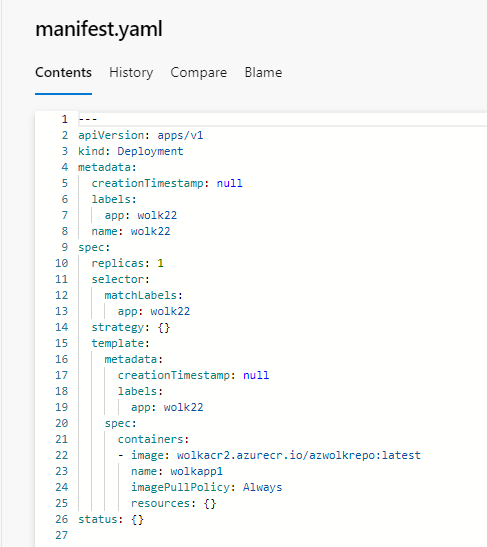 manifest.yaml
Contents History Compare Blame
1 ---
2 apiVersion: apps/v1
3 kind: Deployment
4 metadata:
5   creationTimestamp: null
6   labels:
7     app: wolk22
8   name: wolk22
9 spec:
10   replicas: 1
11   selector:
12     matchLabels:
13       app: wolk22
14   strategy: {}
15   template:
16     metadata:
17       creationTimestamp: null
18       labels:
19         app: wolk22
20     spec:
21       containers:
22       - image: wolkacr2.azurecr.io/azwolkrepo:latest
23         name: wolkapp1
24         imagePullPolicy: Always
25         resources: {}
26 status: {}
27